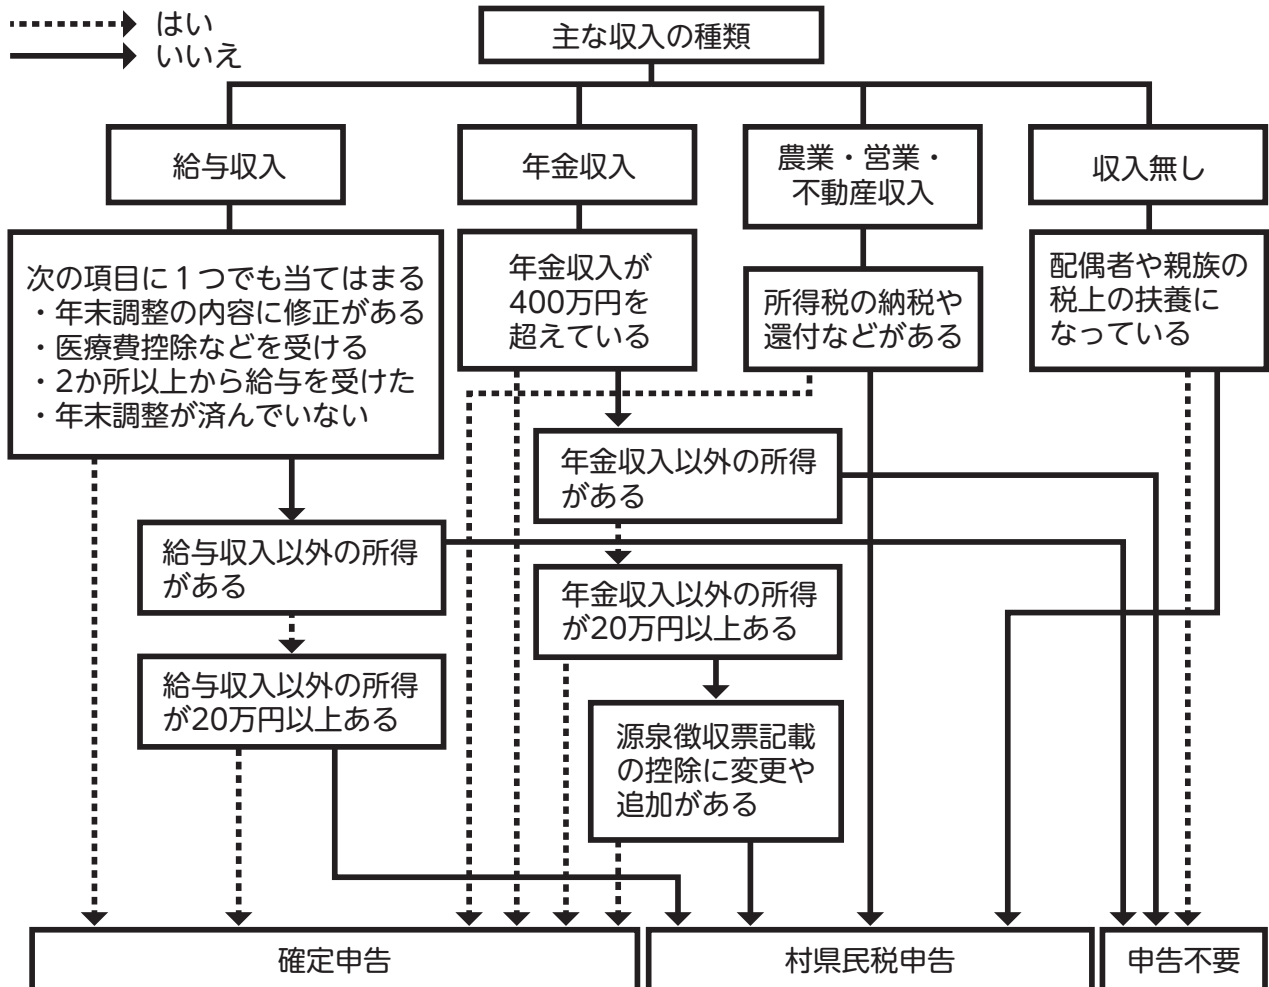 はい
いいえ
主な収入の種類
給与収入
年金収入
農業・営業・
不動産収入
収入無し
次の項目に１つでも当てはまる
・年末調整の内容に修正がある
・医療費控除などを受ける
・2か所以上から給与を受けた
・年末調整が済んでいない
年金収入が
400万円を
超えている
所得税の納税や
還付などがある
配偶者や親族の
税上の扶養に
なっている
年金収入以外の所得
がある
給与収入以外の所得
がある
年金収入以外の所得
が20万円以上ある
給与収入以外の所得
が20万円以上ある
源泉徴収票記載
の控除に変更や
追加がある
確定申告
村県民税申告
申告不要